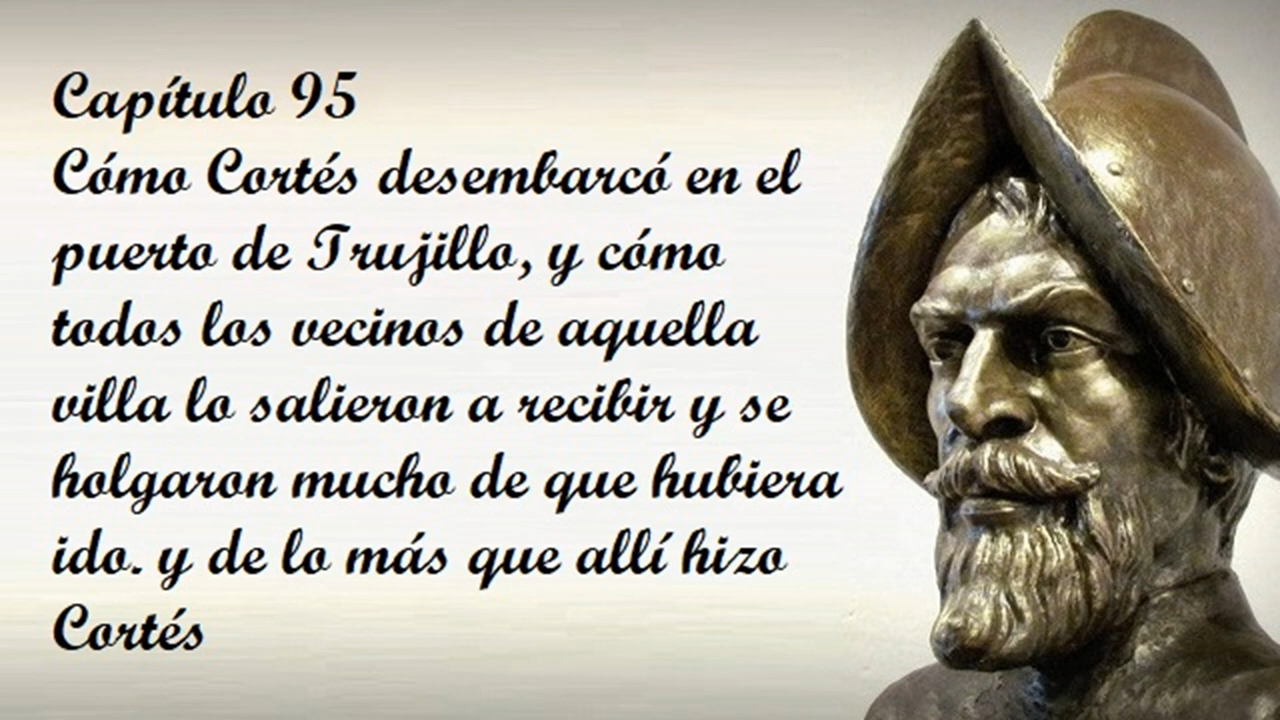 Capítulo 95
Cómo Cortés desembarcó en el
puerto de Trujillo, y cómo
todos los vecinos de aquella
villa lo salieron a recibir y se
holgaron mucho de que hubiera
ido. y de lo más que allí hizo
Cortés